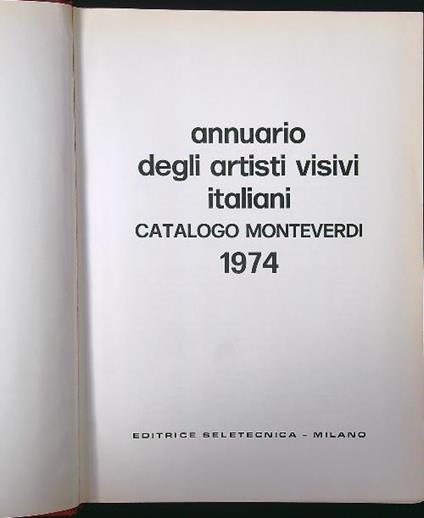 annuario
degli artisti visivi
italiani
CATALOGO MONTEVERDI
1974
EDITRICE SELETECNICA - MILANO